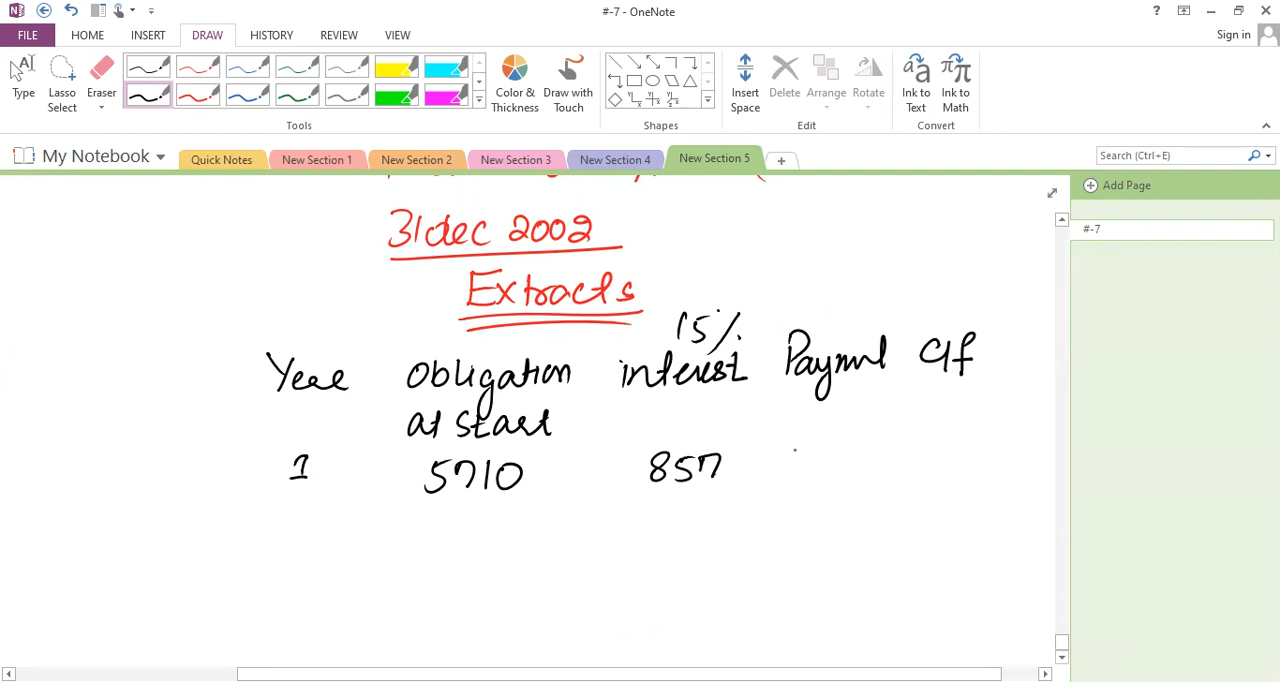 #-7 - OneNote
?
FILE HOME INSERT DRAW HISTORY REVIEW VIEW
Sign in
Type
Lasso Select
Eraser
Color & Thickness
Draw with Touch
Insert Space
Delete
Arrange
Rotate
Ink to Text
Ink to Math
Tools
Shapes
Edit
Convert
My Notebook
Quick Notes New Section 1 New Section 2 New Section 3 New Section 4 New Section 5
Search (Ctrl+E)
Add Page
#-7
31 dec 2002
Extracts
15%
Year Obligation interest Payment c/f
at start
1 5710 857